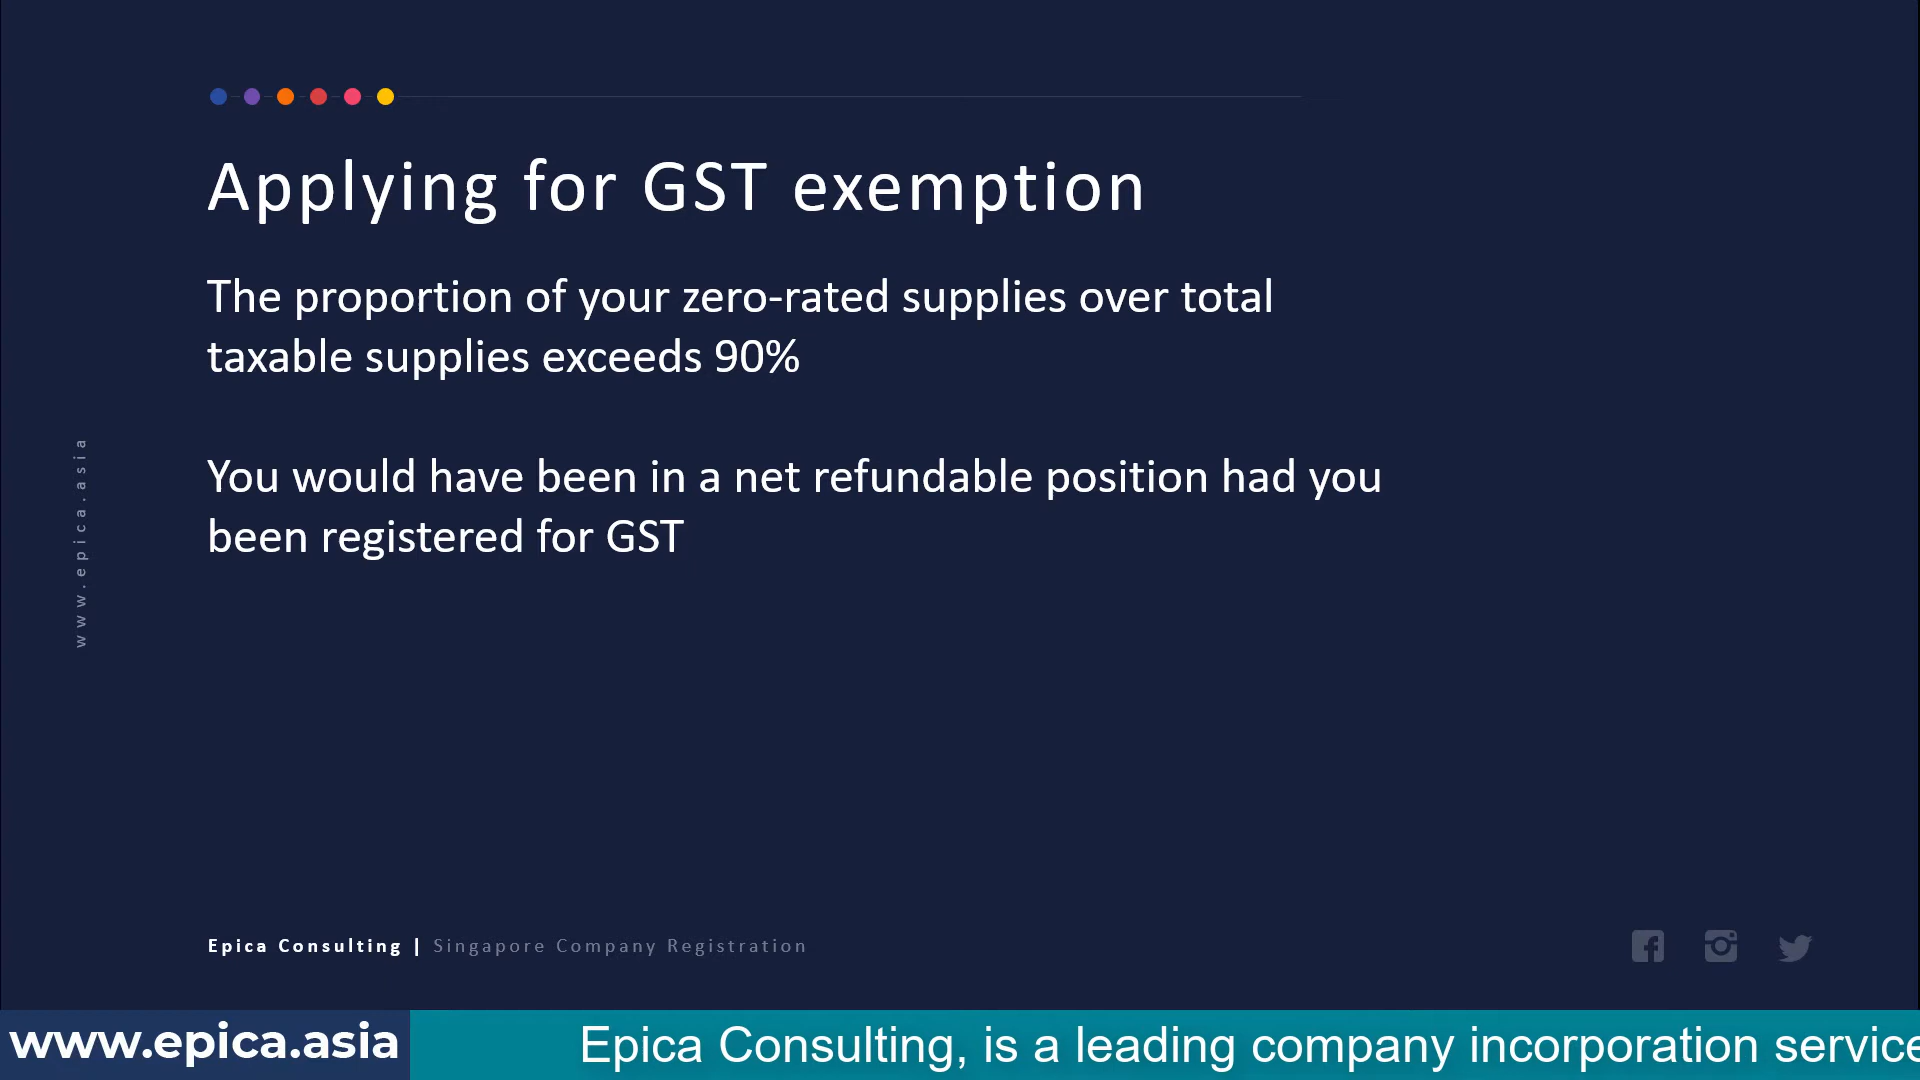 Applying for GST exemption
The proportion of your zero-rated supplies over total
taxable supplies exceeds 90%
You would have been in a net refundable position had you
been registered for GST
www.epica.asia
Epica Consulting | Singapore Company Registration
www.epica.asia
Epica Consulting, is a leading company incorporation service